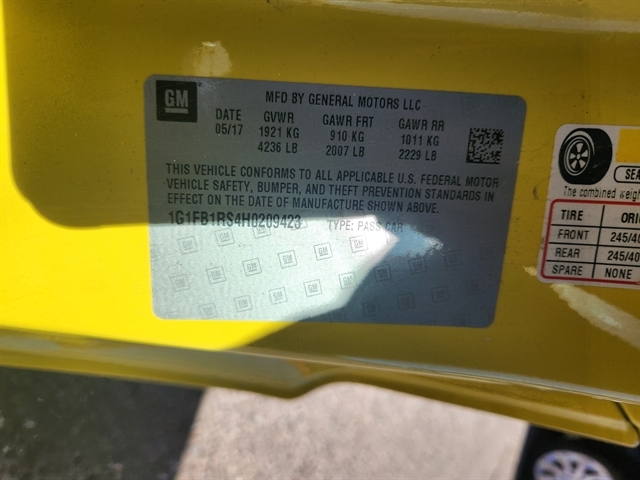 GM
MFD BY GENERAL MOTORS LLC
DATE GVWR GAWR FRT GAWR RR
05/17 1921 KG 910 KG 1011 KG
4236 LB 2007 LB 2229 LB
THIS VEHICLE CONFORMS TO ALL APPLICABLE U.S. FEDERAL MOTOR
VEHICLE SAFETY, BUMPER, AND THEFT PREVENTION STANDARDS IN
EFFECT ON THE DATE OF MANUFACTURE SHOWN ABOVE.
1G1FB1RS4H0209423 TYPE: PASS CAR
SEA
The combined weigh
TIRE ORI
FRONT 245/40
REAR 245/40
SPARE NONE